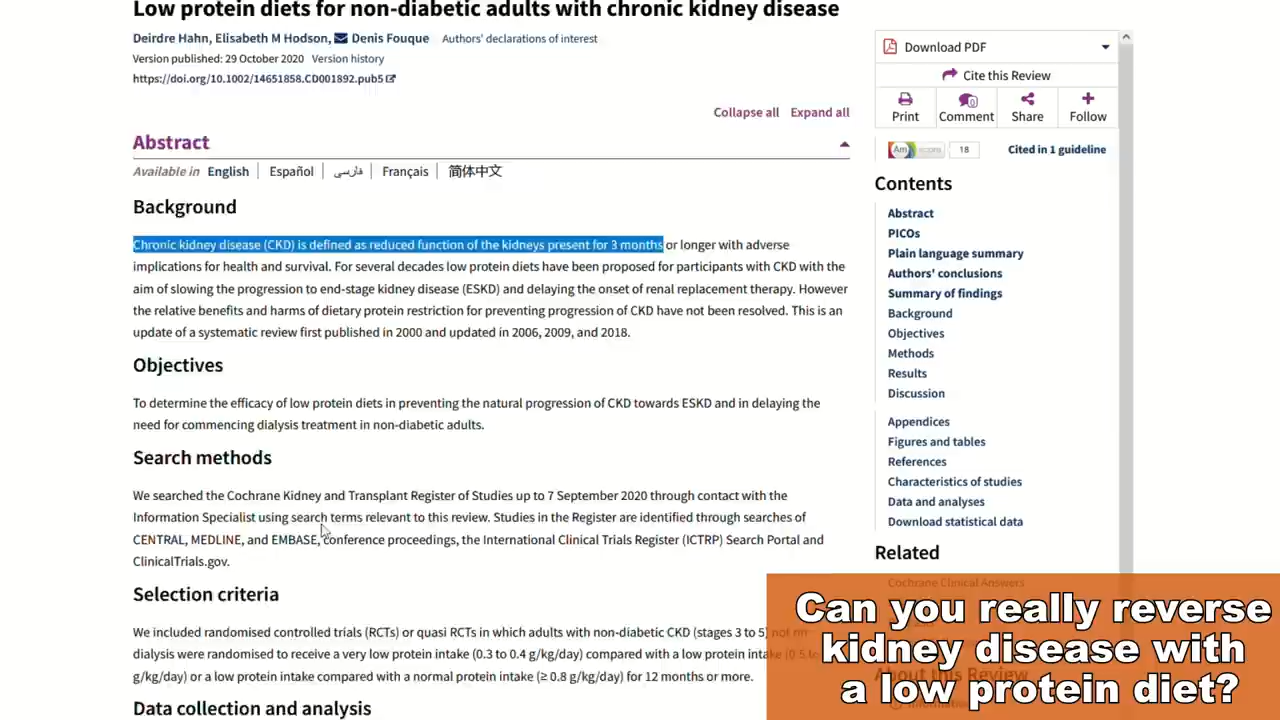 Low protein diets for non-diabetic adults with chronic kidney disease
Deirdre Hahn, Elisabeth M Hodson, Denis Fouque Authors' declarations of interest
Version published: 29 October 2020 Version history
https://doi.org/10.1002/14651858.CD001892.pub5
Collapse all Expand all
Abstract
Available in English Español فارسی Français 简体中文
Background
Chronic kidney disease (CKD) is defined as reduced function of the kidneys present for 3 months or longer with adverse
implications for health and survival. For several decades low protein diets have been proposed for participants with CKD with the
aim of slowing the progression to end-stage kidney disease (ESKD) and delaying the onset of renal replacement therapy. However
the relative benefits and harms of dietary protein restriction for preventing progression of CKD have not been resolved. This is an
update of a systematic review first published in 2000 and updated in 2006, 2009, and 2018.
Objectives
To determine the efficacy of low protein diets in preventing the natural progression of CKD towards ESKD and in delaying the
need for commencing dialysis treatment in non-diabetic adults.
Search methods
We searched the Cochrane Kidney and Transplant Register of Studies up to 7 September 2020 through contact with the
Information Specialist using search terms relevant to this review. Studies in the Register are identified through searches of
CENTRAL, MEDLINE, and EMBASE, conference proceedings, the International Clinical Trials Register (ICTRP) Search Portal and
ClinicalTrials.gov.
Selection criteria
We included randomised controlled trials (RCTs) or quasi RCTs in which adults with non-diabetic CKD (stages 3 to 5) not on
dialysis were randomised to receive a very low protein intake (0.3 to 0.4 g/kg/day) compared with a low protein intake (0.5 to
g/kg/day) or a low protein intake compared with a normal protein intake (≥ 0.8 g/kg/day) for 12 months or more.
Data collection and analysis
Download PDF
Cite this Review
Print Comment Share Follow
Am score 18 Cited in 1 guideline
Contents
Abstract
PICOs
Plain language summary
Authors' conclusions
Summary of findings
Background
Objectives
Methods
Results
Discussion
Appendices
Figures and tables
References
Characteristics of studies
Data and analyses
Download statistical data
Related
Cochrane Clinical Answers
About this Review
Can you really reverse
kidney disease with
a low protein diet?